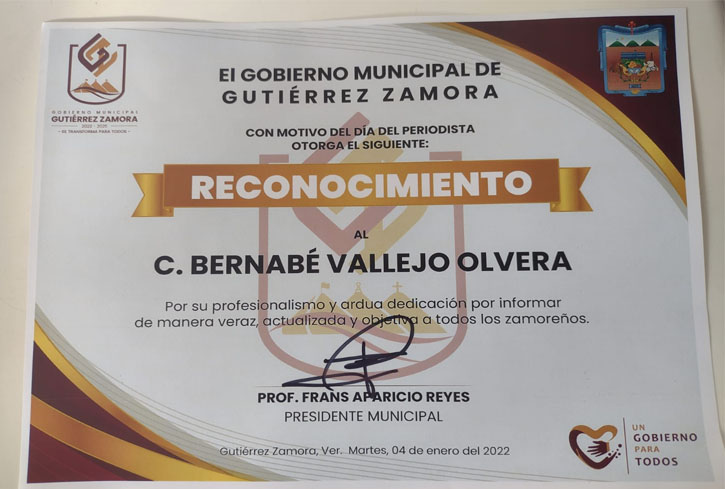 GOBIERNO MUNICIPAL
GUTIÉRREZ ZAMORA
2022 - 2025
- SE TRANSFORMA PARA TODOS -
El GOBIERNO MUNICIPAL DE
GUTIÉRREZ ZAMORA
CON MOTIVO DEL DÍA DEL PERIODISTA
OTORGA EL SIGUIENTE:
RECONOCIMIENTO
AL
C. BERNABÉ VALLEJO OLVERA
Por su profesionalismo y ardua dedicación por informar
de manera veraz, actualizada y objetiva a todos los zamoreños.
PROF. FRANS APARICIO REYES
PRESIDENTE MUNICIPAL
Gutiérrez Zamora, Ver. Martes, 04 de enero del 2022
UN
GOBIERNO
PARA
TODOS